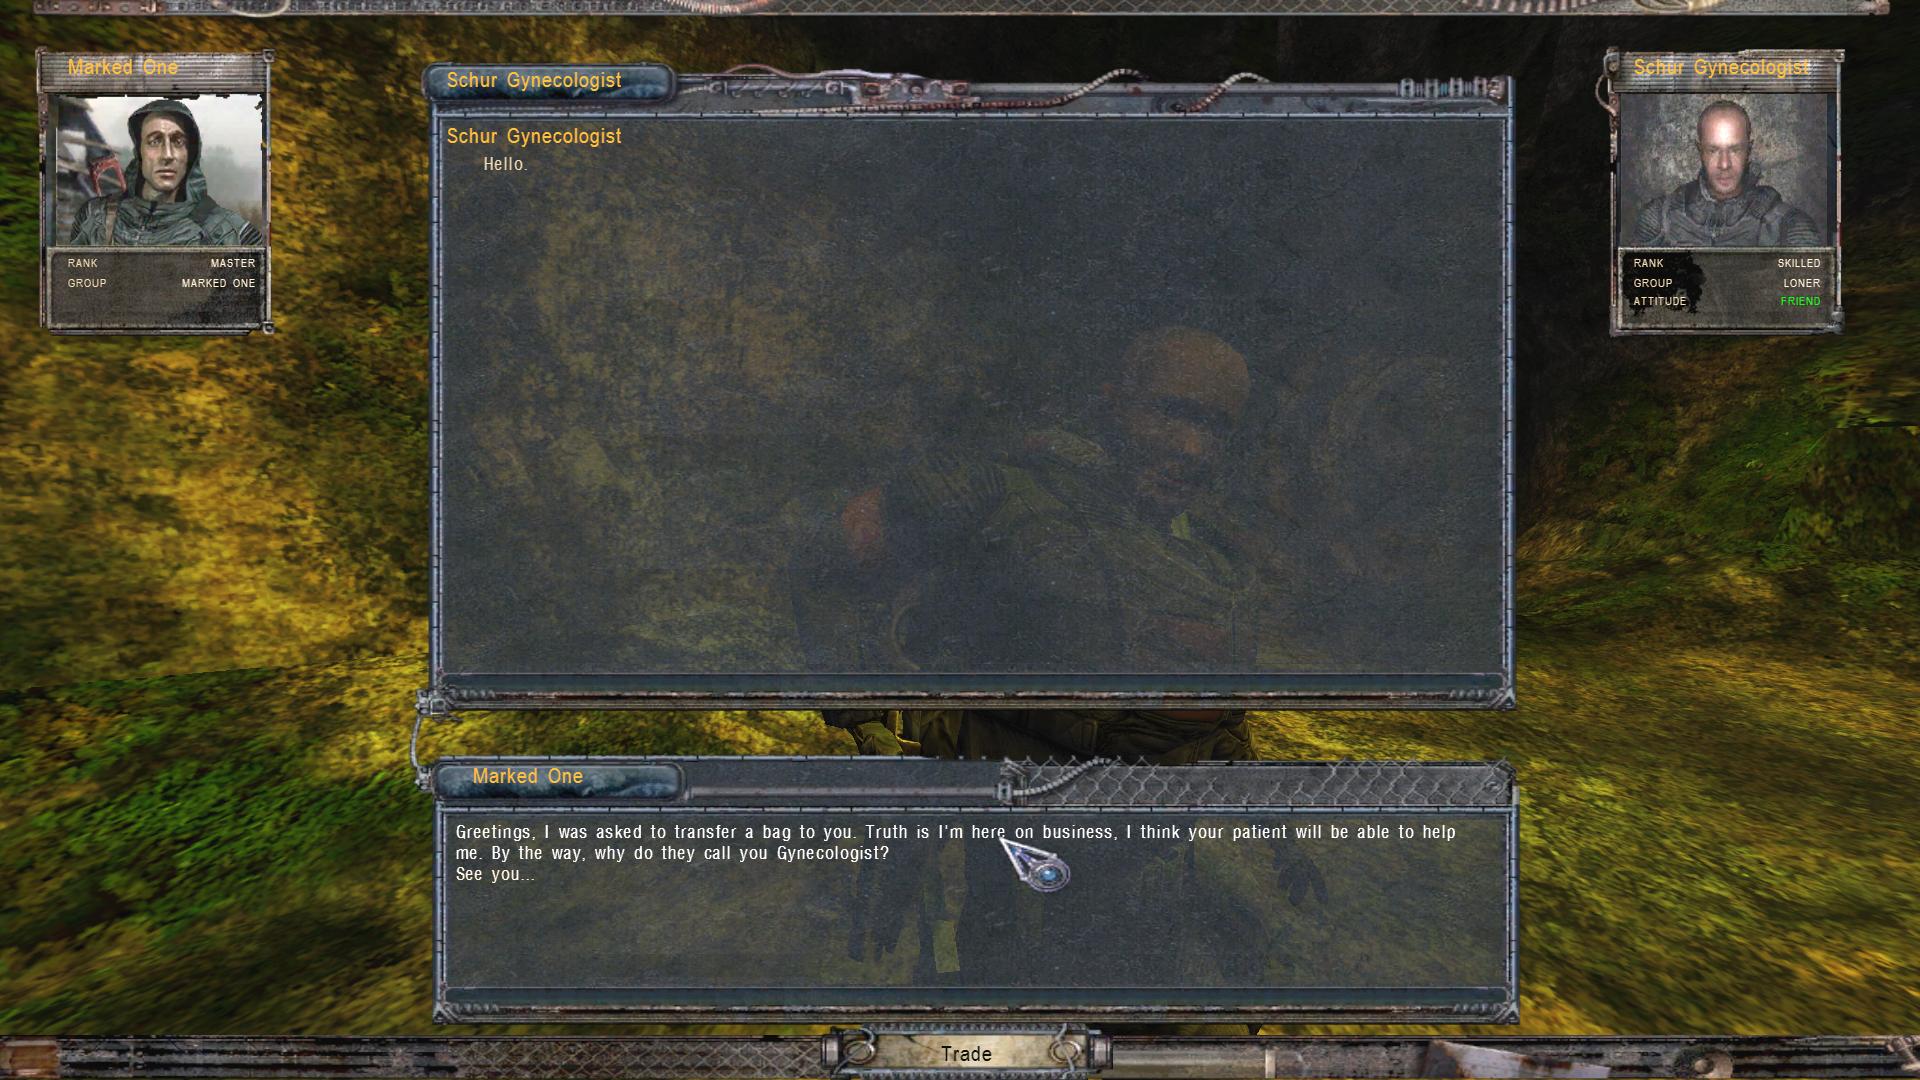 Marked One
RANK MASTER
GROUP MARKED ONE
Schur Gynecologist
Schur Gynecologist
Hello.
Schur Gynecologist
RANK SKILLED
GROUP LONER
ATTITUDE FRIEND
Marked One
Greetings, I was asked to transfer a bag to you. Truth is I'm here on business, I think your patient will be able to help
me. By the way, why do they call you Gynecologist?
See you...
Trade